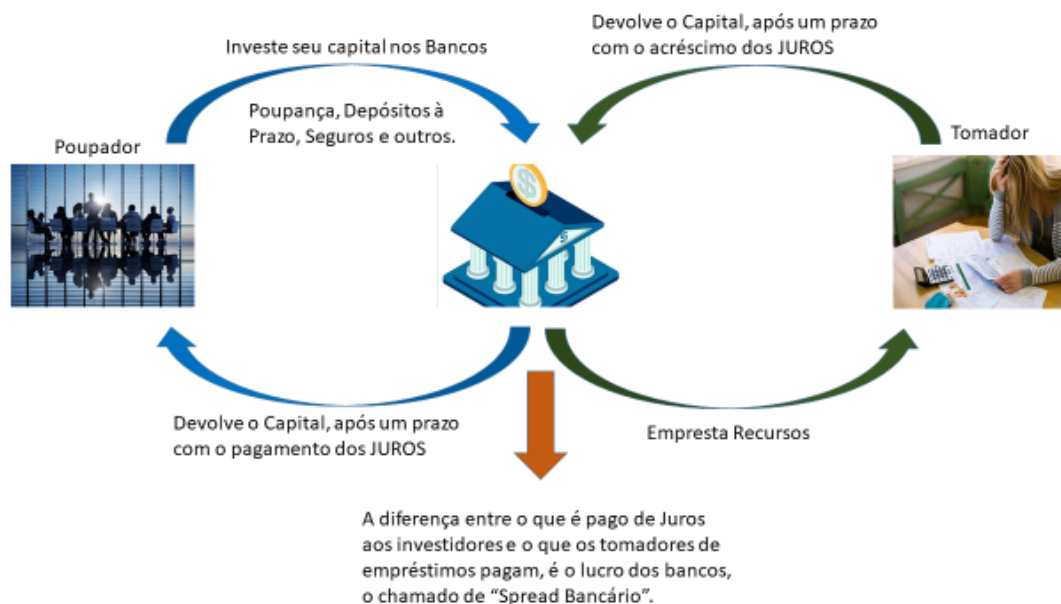 Investe seu capital nos Bancos
Devolve o Capital, após um prazo
com o acréscimo dos JUROS
Poupança, Depósitos à
Prazo, Seguros e outros.
Poupador
Tomador
$
$
Devolve o Capital, após um prazo
com o pagamento dos JUROS
Empresta Recursos
A diferença entre o que é pago de Juros
aos investidores e o que os tomadores de
empréstimos pagam, é o lucro dos bancos,
o chamado de “Spread Bancário”.